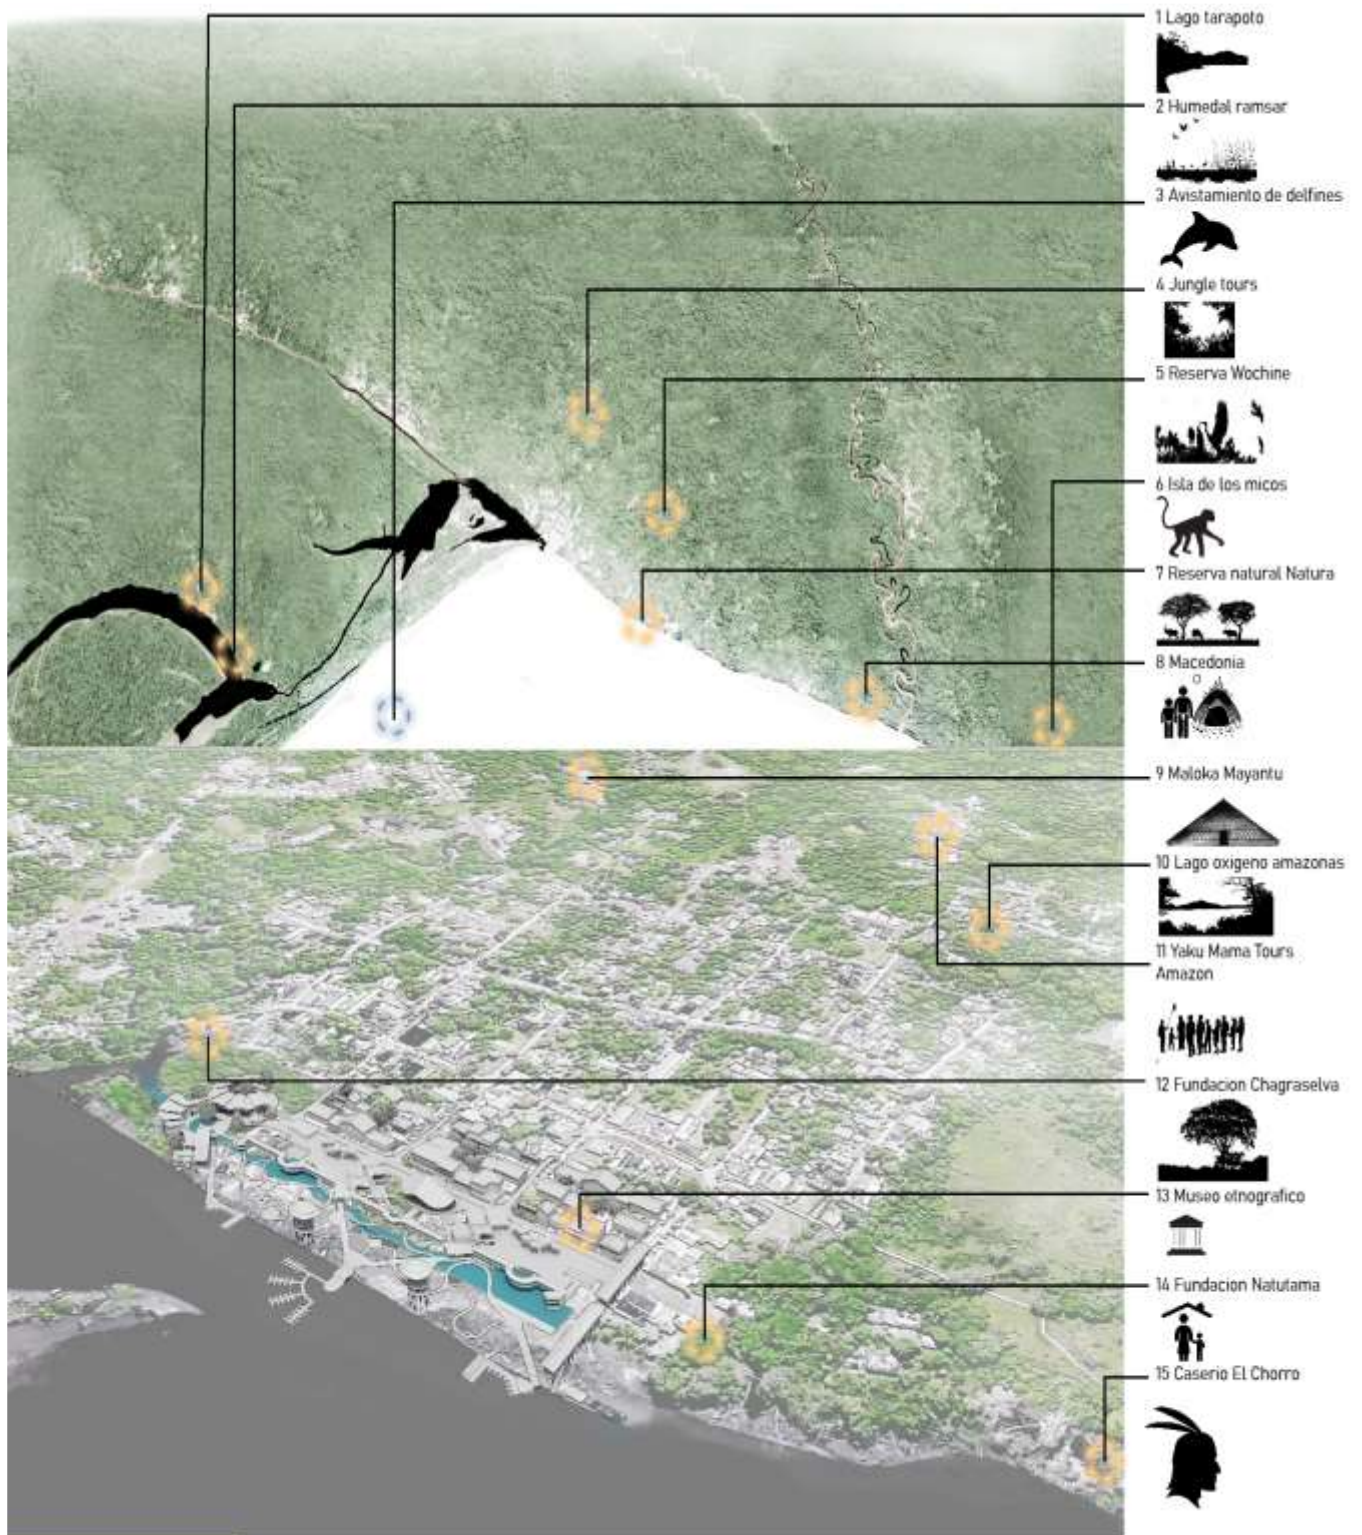 1 Lago tarapoto
2 Humedal ramsar
3 Avistamiento de delfines
4 Jungle tours
5 Reserva Wochine
6 Isla de los micos
7 Reserva natural Natura
8 Macedonia
9 Maloka Mayantu
10 Lago oxigeno amazonas
11 Yaku Mama Tours
Amazon
12 Fundacion Chagraselva
13 Museo etnografico
14 Fundacion Natutama
15 Caserio El Chorro